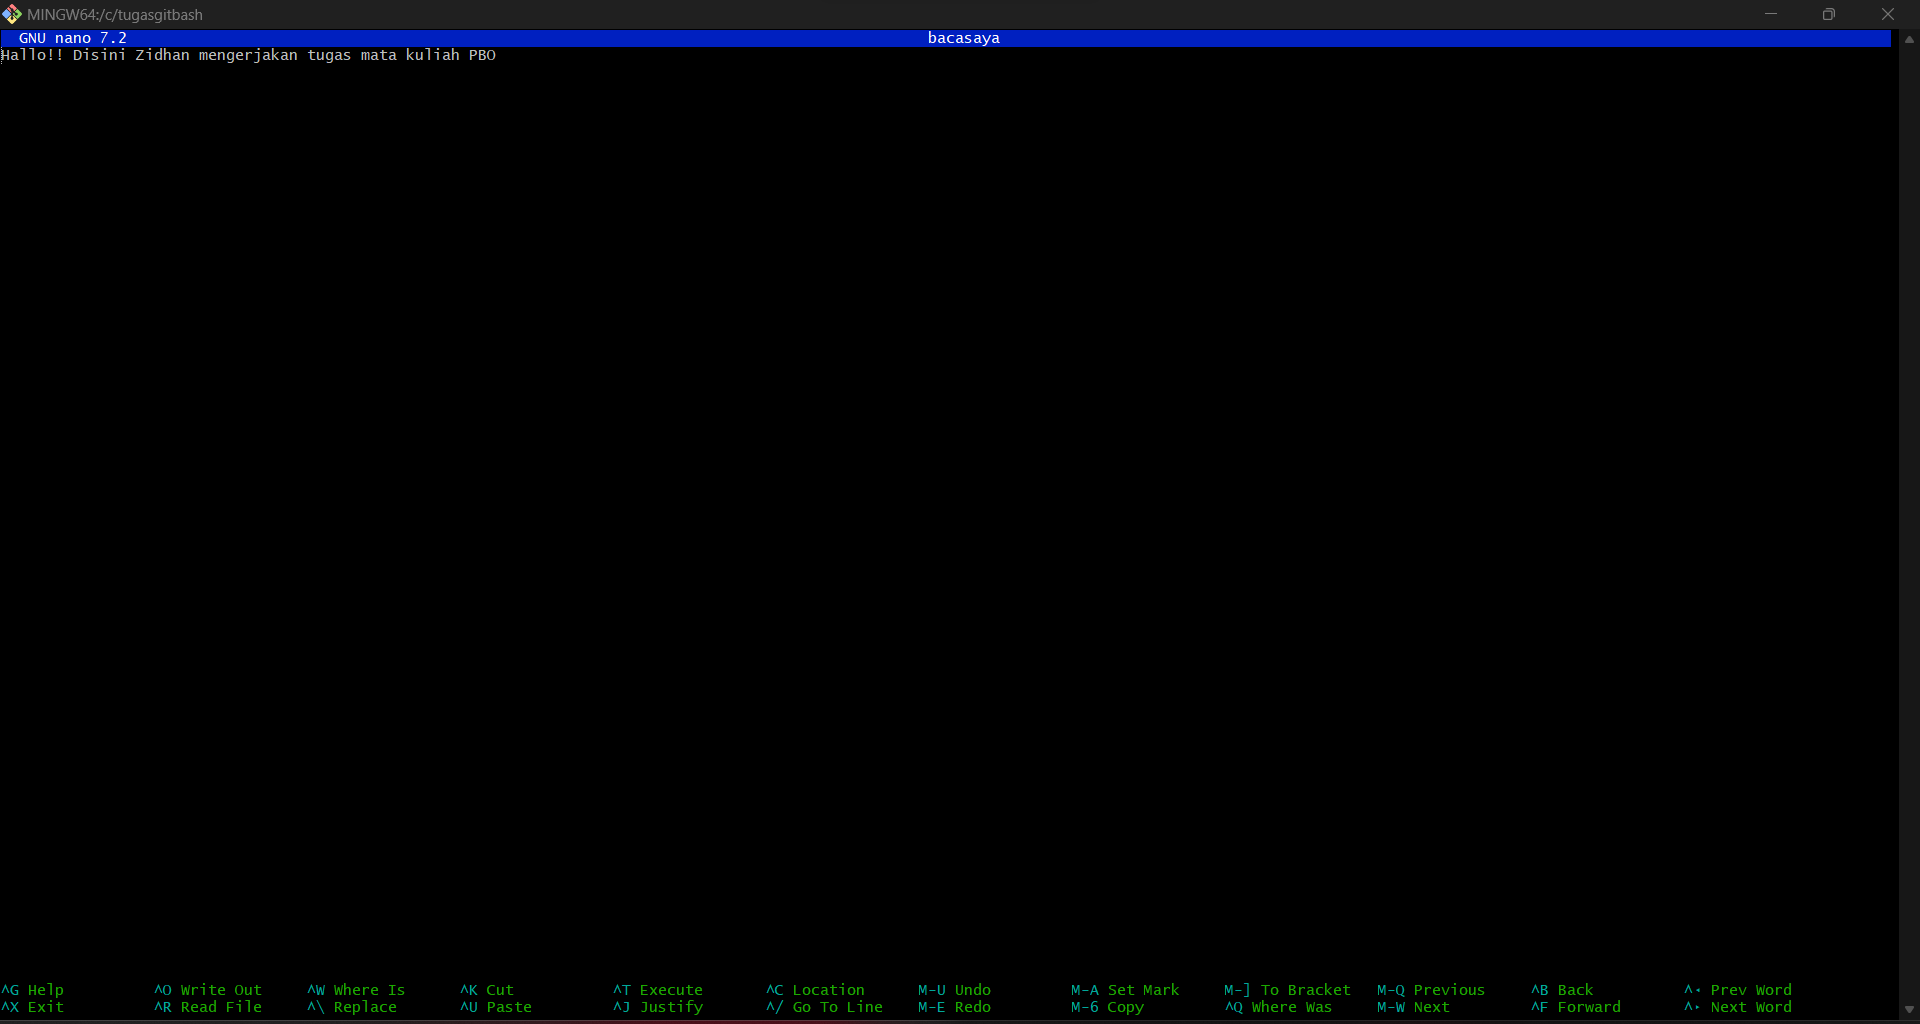 MINGW64:/c/tugasgitbash
GNU nano 7.2 bacasaya
Hallo!! Disini Zidhan mengerjakan tugas mata kuliah PBO
^G Help ^O Write Out ^W Where Is ^K Cut ^T Execute ^C Location M-U Undo M-A Set Mark M-] To Bracket M-Q Previous ^B Back ^◂ Prev Word
^X Exit ^R Read File ^\ Replace ^U Paste ^J Justify ^/ Go To Line M-E Redo M-6 Copy ^Q Where Was M-W Next ^F Forward ^▸ Next Word